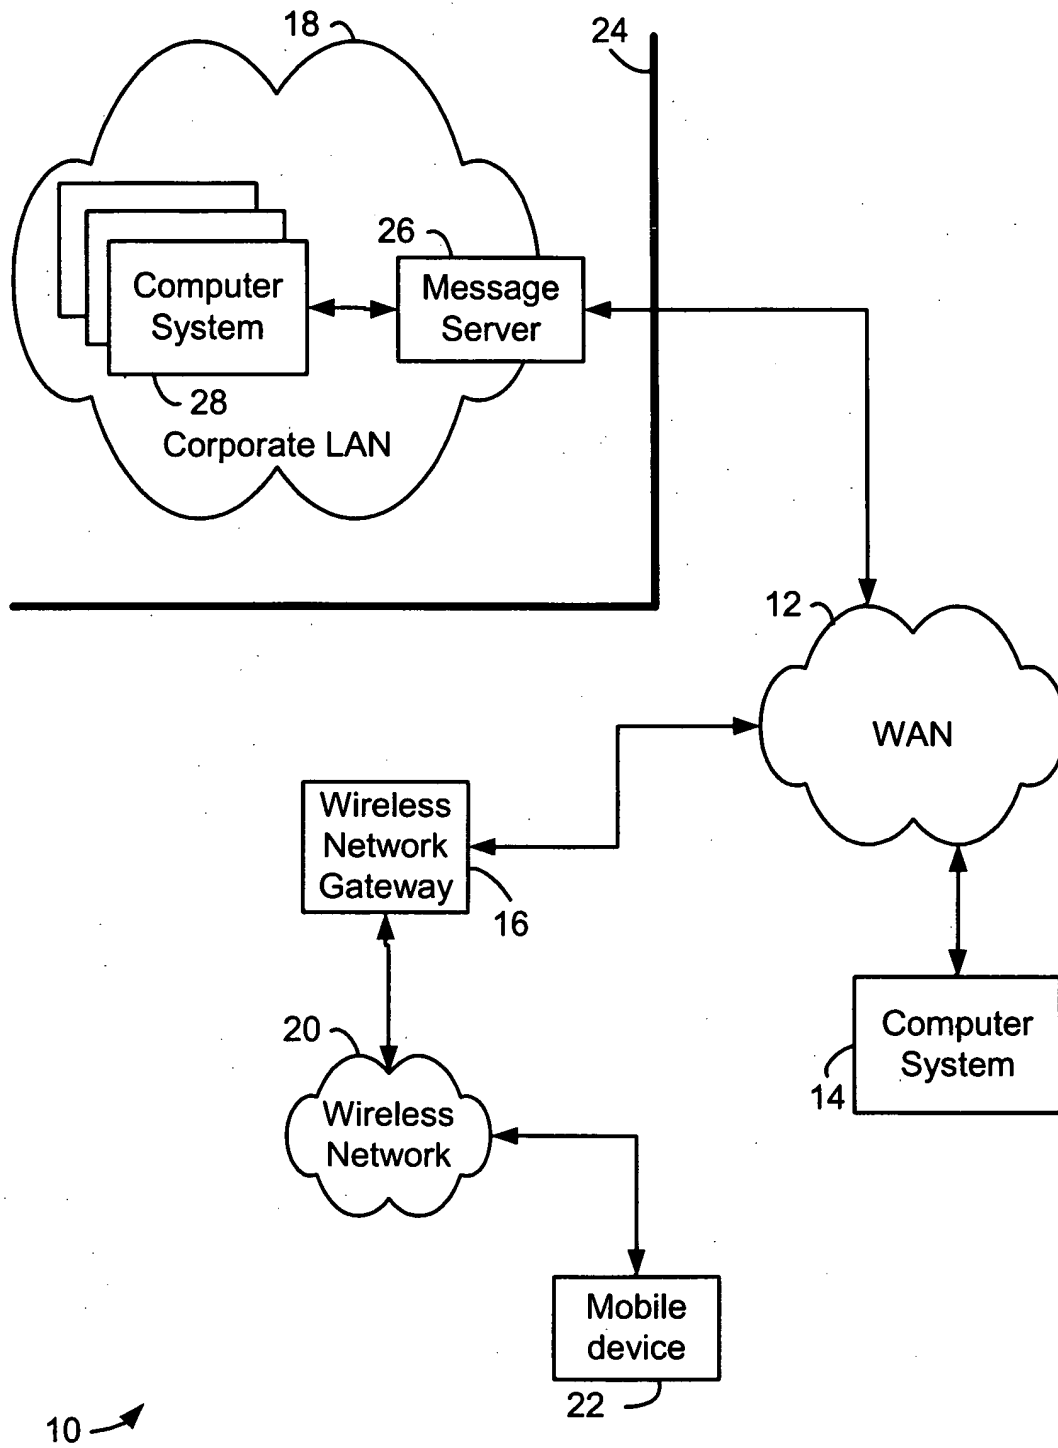 18
24
26
Computer
System
Message
Server
28
Corporate LAN
12
WAN
Wireless
Network
Gateway
16
20
Computer
System
14
Wireless
Network
Mobile
device
22
10